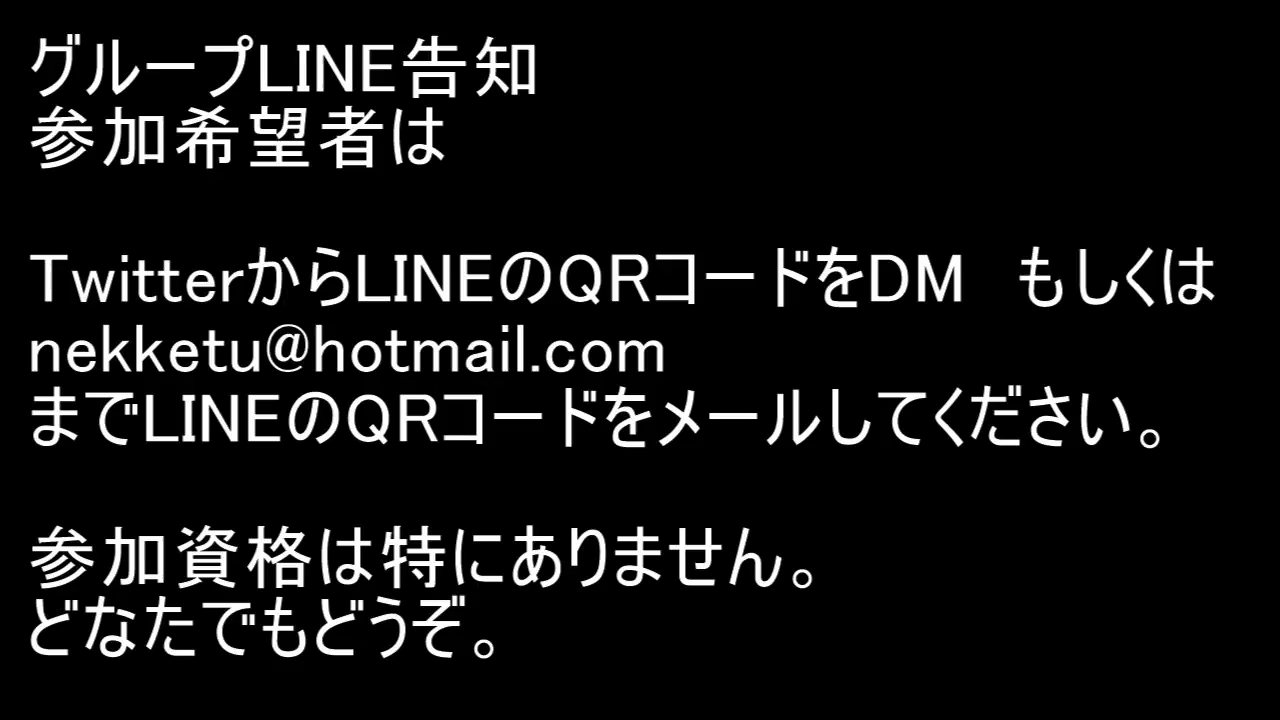 グループLINE告知
参加希望者は
TwitterからLINEのQRコードをDM　もしくは
nekketu@hotmail.com
までLINEのQRコードをメールしてください。
参加資格は特にありません。
どなたでもどうぞ。